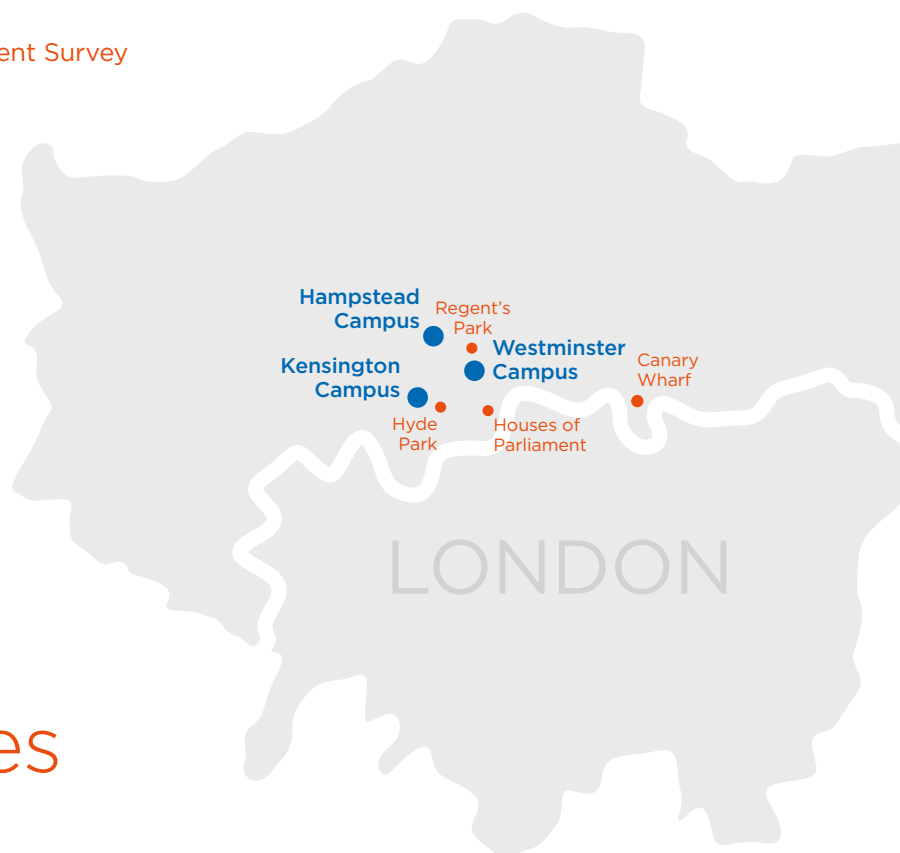 ent Survey
Hampstead
Campus
Regent's
Park
Westminster
Campus
Kensington
Campus
Canary
Wharf
Hyde
Park
Houses of
Parliament
LONDON
es